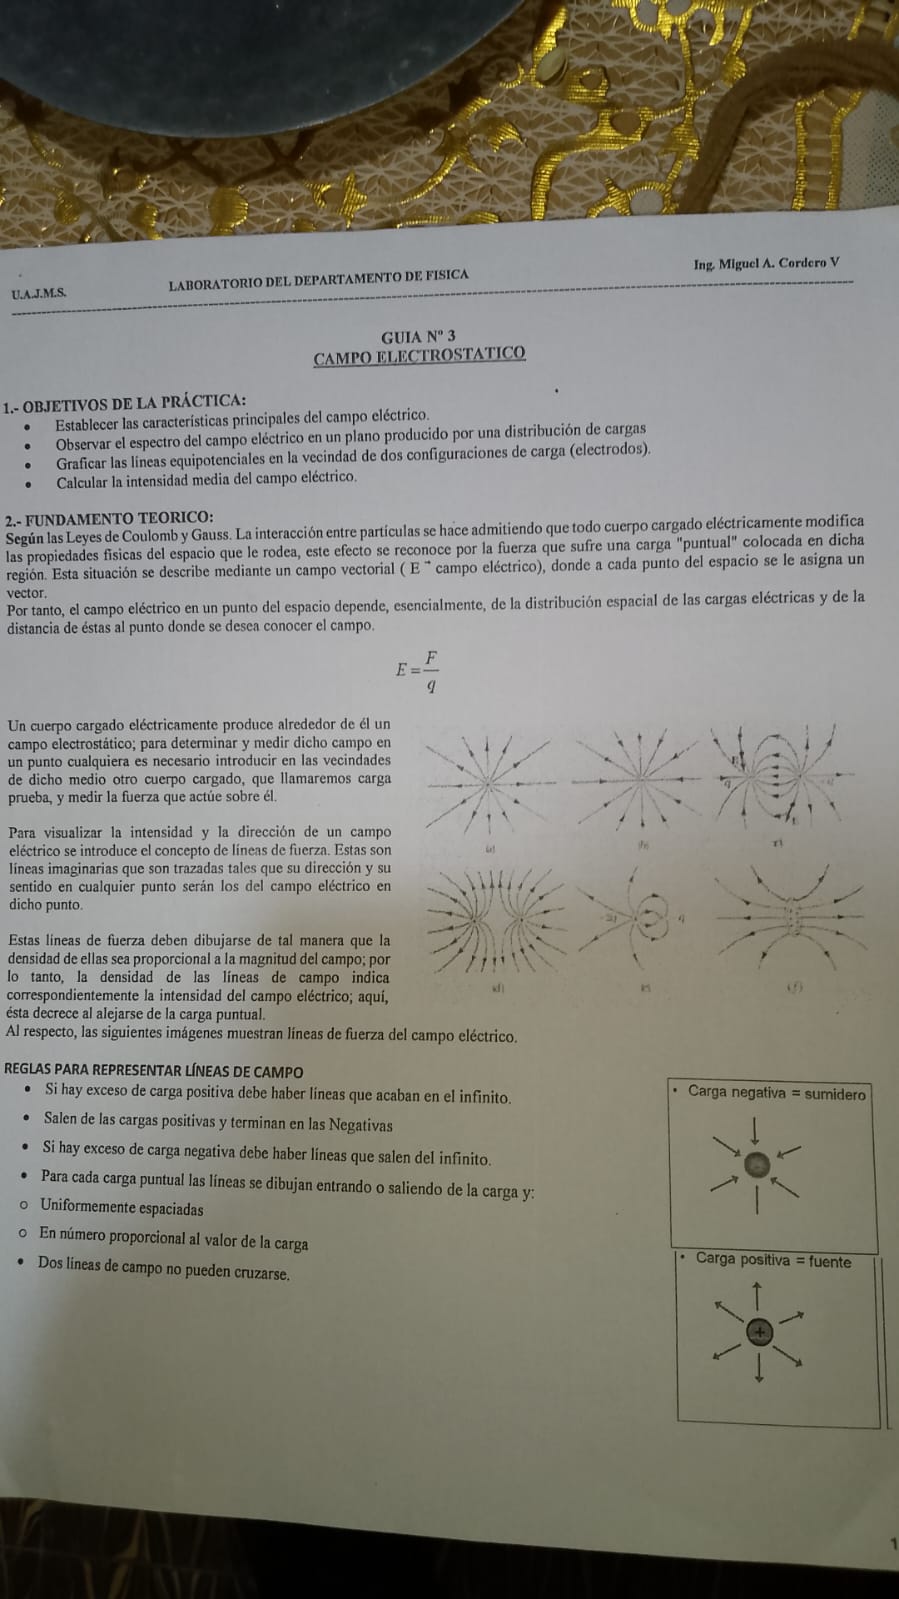 U.A.J.M.S.
LABORATORIO DEL DEPARTAMENTO DE FISICA
Ing. Miguel A. Cordero V
GUIA Nº 3
CAMPO ELECTROSTATICO
1.- OBJETIVOS DE LA PRÁCTICA:
• Establecer las características principales del campo eléctrico.
• Observar el espectro del campo eléctrico en un plano producido por una distribución de cargas
• Graficar las líneas equipotenciales en la vecindad de dos configuraciones de carga (electrodos).
• Calcular la intensidad media del campo eléctrico.
2.- FUNDAMENTO TEORICO:
Según las Leyes de Coulomb y Gauss. La interacción entre partículas se hace admitiendo que todo cuerpo cargado eléctricamente modifica
las propiedades físicas del espacio que le rodea, este efecto se reconoce por la fuerza que sufre una carga "puntual" colocada en dicha
región. Esta situación se describe mediante un campo vectorial ( E → campo eléctrico), donde a cada punto del espacio se le asigna un
vector.
Por tanto, el campo eléctrico en un punto del espacio depende, esencialmente, de la distribución espacial de las cargas eléctricas y de la
distancia de éstas al punto donde se desea conocer el campo.
E = F/q
Un cuerpo cargado eléctricamente produce alrededor de él un
campo electrostático; para determinar y medir dicho campo en
un punto cualquiera es necesario introducir en las vecindades
de dicho medio otro cuerpo cargado, que llamaremos carga
prueba, y medir la fuerza que actúe sobre él.
Para visualizar la intensidad y la dirección de un campo
eléctrico se introduce el concepto de líneas de fuerza. Estas son
líneas imaginarias que son trazadas tales que su dirección y su
sentido en cualquier punto serán los del campo eléctrico en
dicho punto.
Estas líneas de fuerza deben dibujarse de tal manera que la
densidad de ellas sea proporcional a la magnitud del campo; por
lo tanto, la densidad de las líneas de campo indica
correspondientemente la intensidad del campo eléctrico; aquí,
ésta decrece al alejarse de la carga puntual.
Al respecto, las siguientes imágenes muestran líneas de fuerza del campo eléctrico.
(f)
REGLAS PARA REPRESENTAR LÍNEAS DE CAMPO
• Si hay exceso de carga positiva debe haber líneas que acaban en el infinito.
• Salen de las cargas positivas y terminan en las Negativas
• Si hay exceso de carga negativa debe haber líneas que salen del infinito.
• Para cada carga puntual las líneas se dibujan entrando o saliendo de la carga y:
o Uniformemente espaciadas
o En número proporcional al valor de la carga
• Dos líneas de campo no pueden cruzarse.
• Carga negativa = sumidero
-
• Carga positiva = fuente
+
1